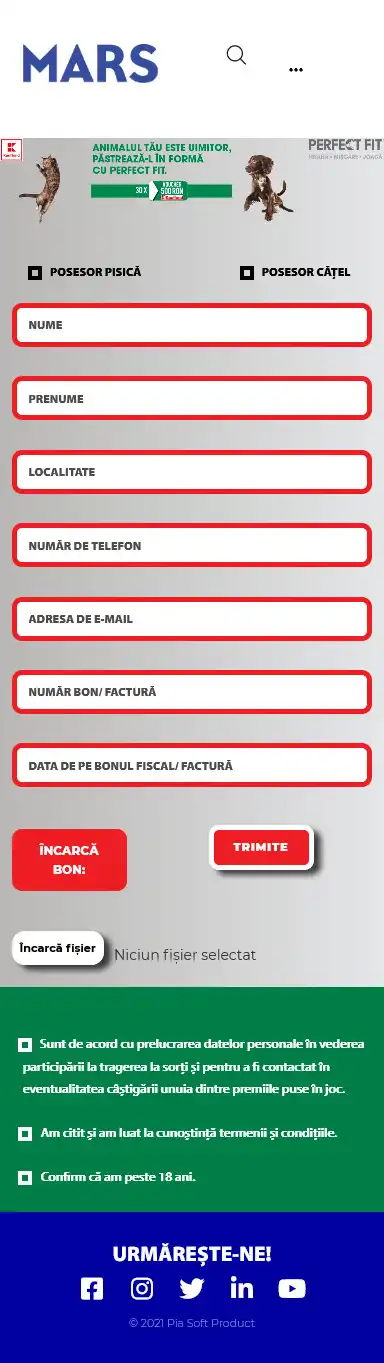 MARS
Kaufland
ANIMALUL TĂU ESTE UIMITOR,
PĂSTREAZĂ-L ÎN FORMĂ
CU PERFECT FIT.
30 X VOUCHER
500 RON
Kaufland
PERFECT FIT
POSESOR PISICĂ
POSESOR CĂȚEL
NUME
PRENUME
LOCALITATE
NUMĂR DE TELEFON
ADRESA DE E-MAIL
NUMĂR BON/ FACTURĂ
DATA DE PE BONUL FISCAL/ FACTURĂ
ÎNCARCĂ
BON:
TRIMITE
Încarcă fișier
Niciun fișier selectat
Sunt de acord cu prelucrarea datelor personale în vederea
participării la tragerea la sorți și pentru a fi contactat în
eventualitatea câștigării unuia dintre premiile puse în joc.
Am citit și am luat la cunoștință termenii și condițiile.
Confirm că am peste 18 ani.
URMĂREȘTE-NE!
© 2021 Pia Soft Product